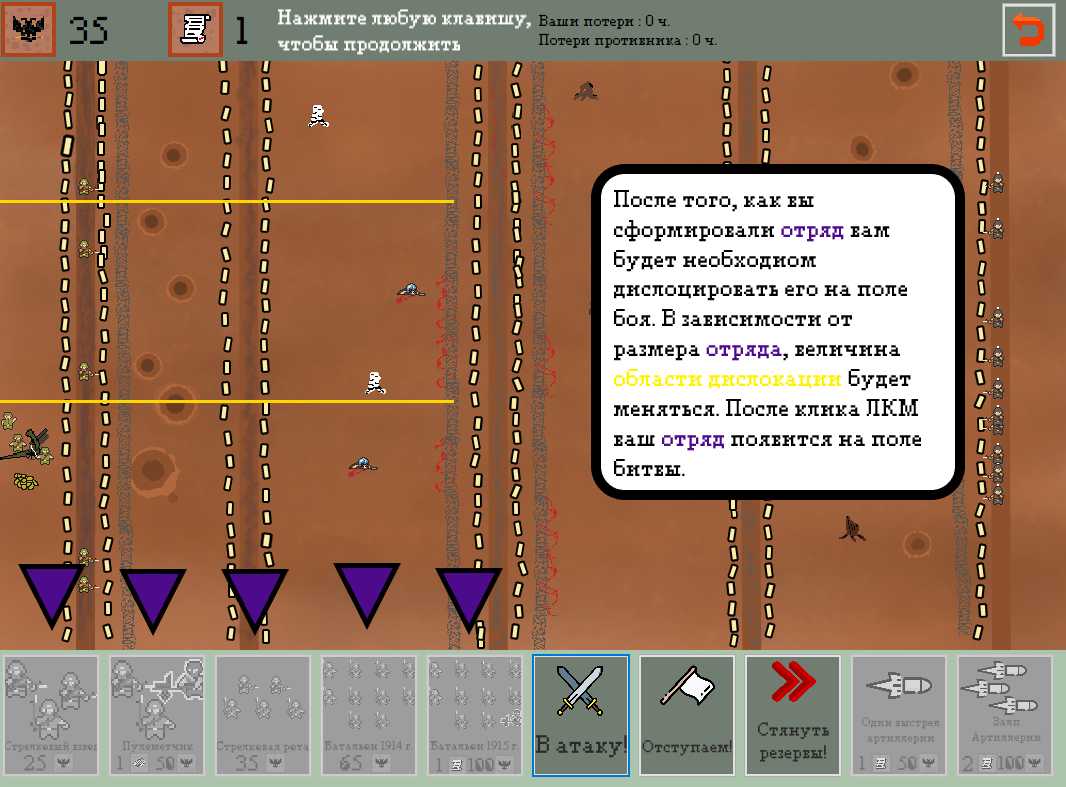 35
1
Нажмите любую клавишу,
чтобы продолжить
Ваши потери : 0 ч.
Потери противника : 0 ч.
После того, как вы
сформировали отряд вам
будет необходиом
дислоцировать его на поле
боя. В зависимости от
размера отряда, величина
области дислокации будет
меняться. После клика ЛКМ
ваш отряд появится на поле
битвы.
Стрелковый взвод
25
Пулеметчик
1 50
Стрелковая рота
35
Батальон 1914 г.
65
Батальон 1915 г.
1 100
В атаку!
Отступаем!
Стянуть
резервы!
Один выстрел
артиллерии
1 50
Залп
Артиллерии
2 100